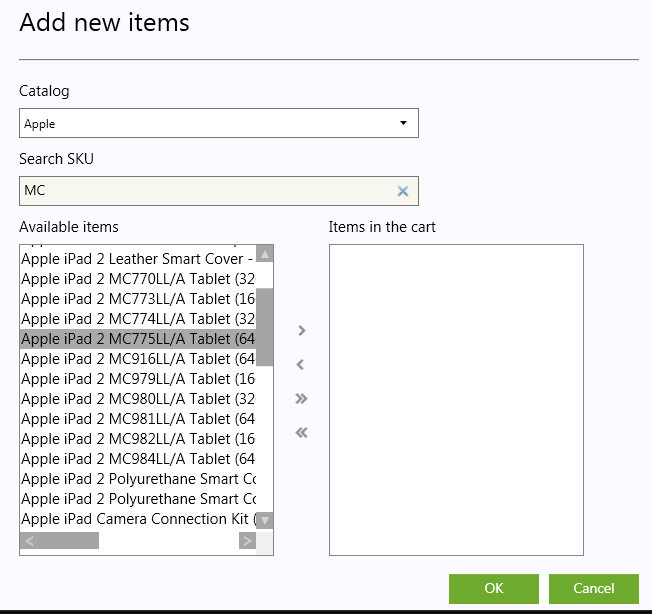 Add new items
Catalog
Apple
Search SKU
MC
Available items
Items in the cart
Apple iPad 2 Leather Smart Cover -
Apple iPad 2 MC770LL/A Tablet (32
Apple iPad 2 MC773LL/A Tablet (16
Apple iPad 2 MC774LL/A Tablet (32
Apple iPad 2 MC775LL/A Tablet (64
Apple iPad 2 MC916LL/A Tablet (64
Apple iPad 2 MC979LL/A Tablet (16
Apple iPad 2 MC980LL/A Tablet (32
Apple iPad 2 MC981LL/A Tablet (64
Apple iPad 2 MC982LL/A Tablet (16
Apple iPad 2 MC984LL/A Tablet (64
Apple iPad 2 Polyurethane Smart Co
Apple iPad 2 Polyurethane Smart Co
Apple iPad Camera Connection Kit (
OK
Cancel